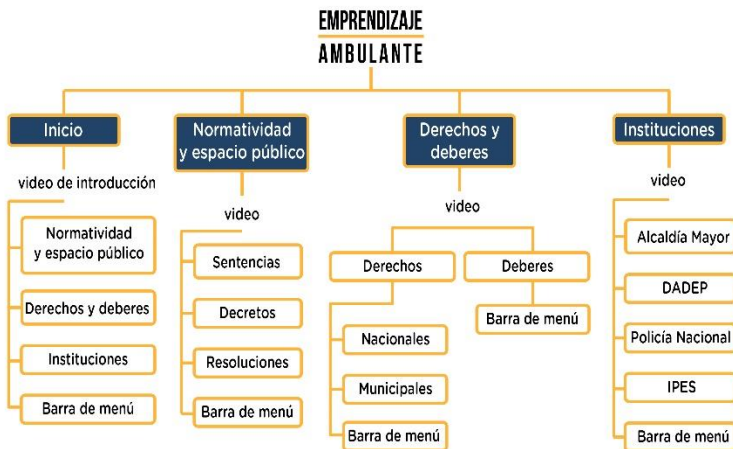 EMPRENDIZAJE
AMBULANTE
Inicio
video de introducción
Normatividad
y espacio público
Derechos y deberes
Instituciones
Barra de menú
Normatividad
y espacio público
video
Sentencias
Decretos
Resoluciones
Barra de menú
Derechos y
deberes
video
Derechos
Nacionales
Municipales
Barra de menú
Deberes
Barra de menú
Instituciones
video
Alcaldía Mayor
DADEP
Policía Nacional
IPES
Barra de menú